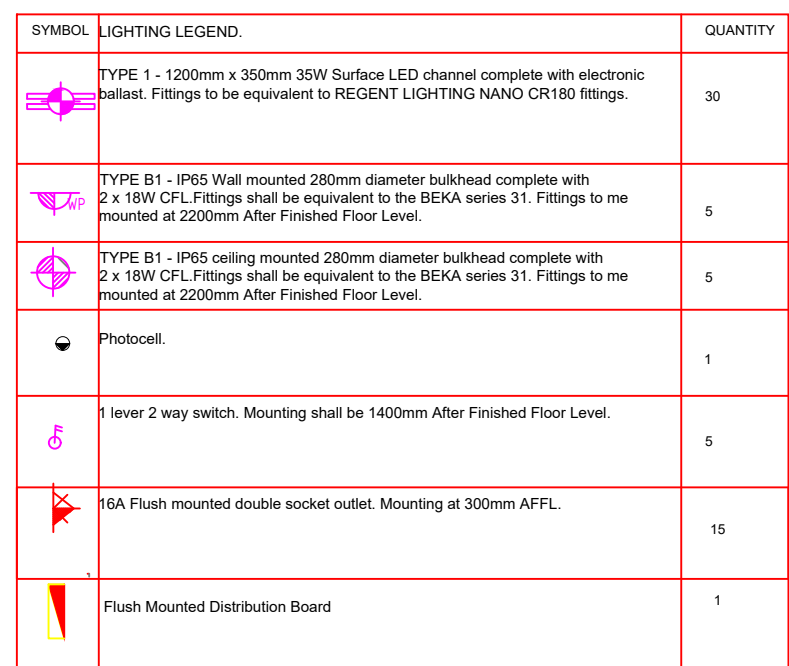 SYMBOL LIGHTING LEGEND. QUANTITY
TYPE 1 - 1200mm x 350mm 35W Surface LED channel complete with electronic
ballast. Fittings to be equivalent to REGENT LIGHTING NANO CR180 fittings.
30
TYPE B1 - IP65 Wall mounted 280mm diameter bulkhead complete with
2 x 18W CFL.Fittings shall be equivalent to the BEKA series 31. Fittings to me
mounted at 2200mm After Finished Floor Level.
WP
5
TYPE B1 - IP65 ceiling mounted 280mm diameter bulkhead complete with
2 x 18W CFL.Fittings shall be equivalent to the BEKA series 31. Fittings to me
mounted at 2200mm After Finished Floor Level.
5
Photocell.
1
1 lever 2 way switch. Mounting shall be 1400mm After Finished Floor Level.
5
16A Flush mounted double socket outlet. Mounting at 300mm AFFL.
15
Flush Mounted Distribution Board
1